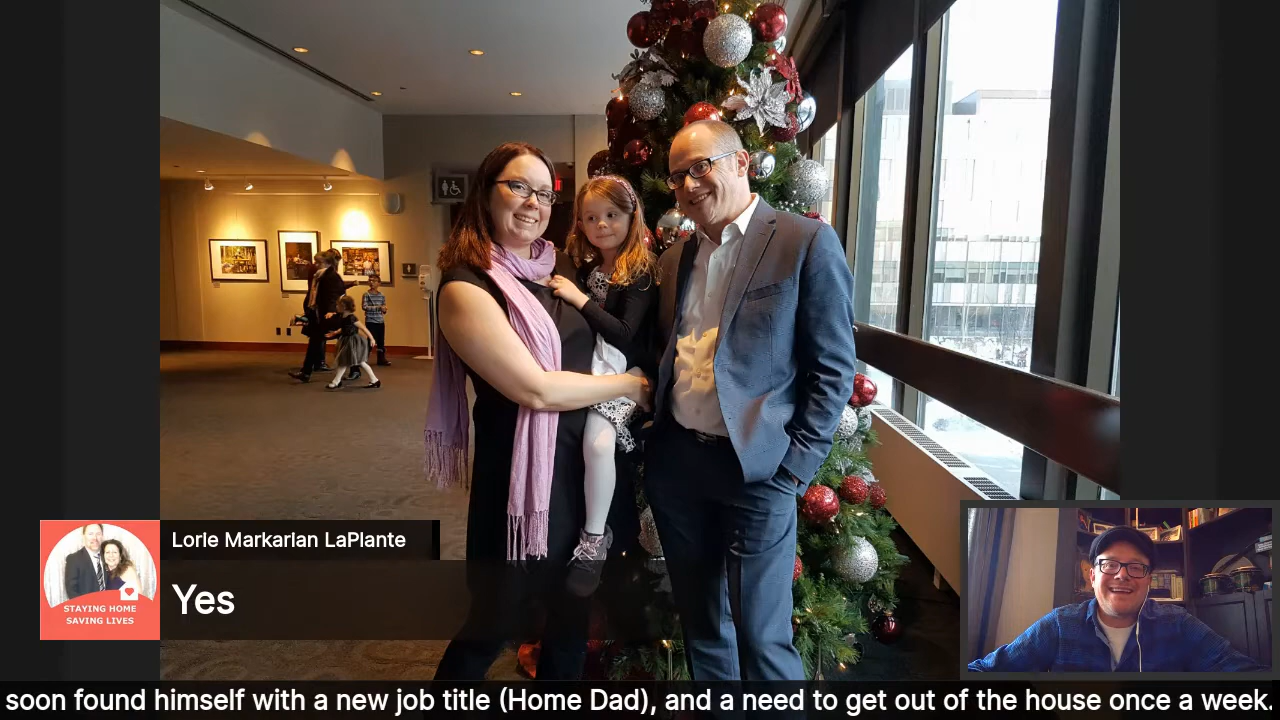 Lorie Markarian LaPlante
Yes
STAYING HOME
SAVING LIVES
soon found himself with a new job title (Home Dad), and a need to get out of the house once a week.